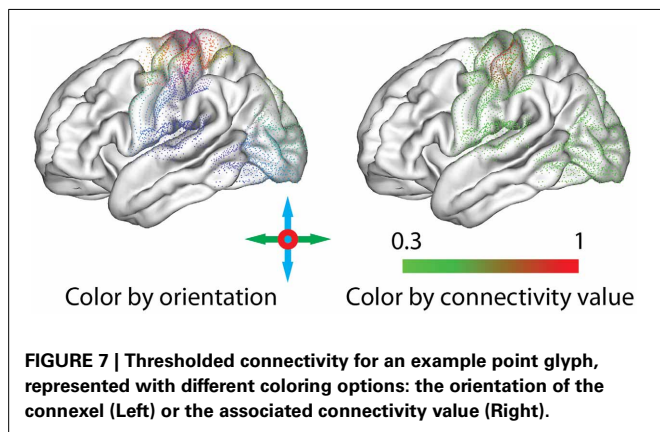 0.3 1
Color by orientation Color by connectivity value
FIGURE 7 | Thresholded connectivity for an example point glyph,
represented with different coloring options: the orientation of the
connexel (Left) or the associated connectivity value (Right).